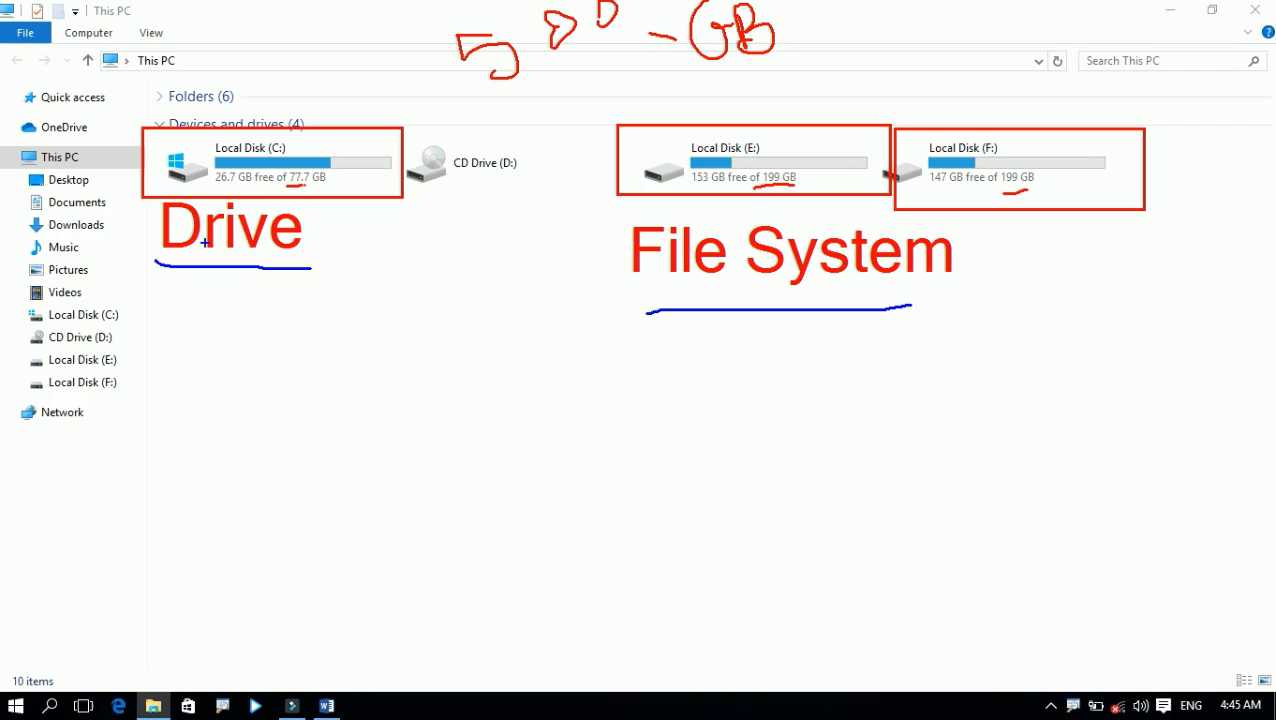 This PC
File Computer View
This PC
Search This PC
Quick access
OneDrive
This PC
Desktop
Documents
Downloads
Music
Pictures
Videos
Local Disk (C:)
CD Drive (D:)
Local Disk (E:)
Local Disk (F:)
Network
Folders (6)
Devices and drives (4)
Local Disk (C:)
26.7 GB free of 77.7 GB
CD Drive (D:)
Local Disk (E:)
153 GB free of 199 GB
Local Disk (F:)
147 GB free of 199 GB
GB
Drive
File System
10 items
ENG
4:45 AM